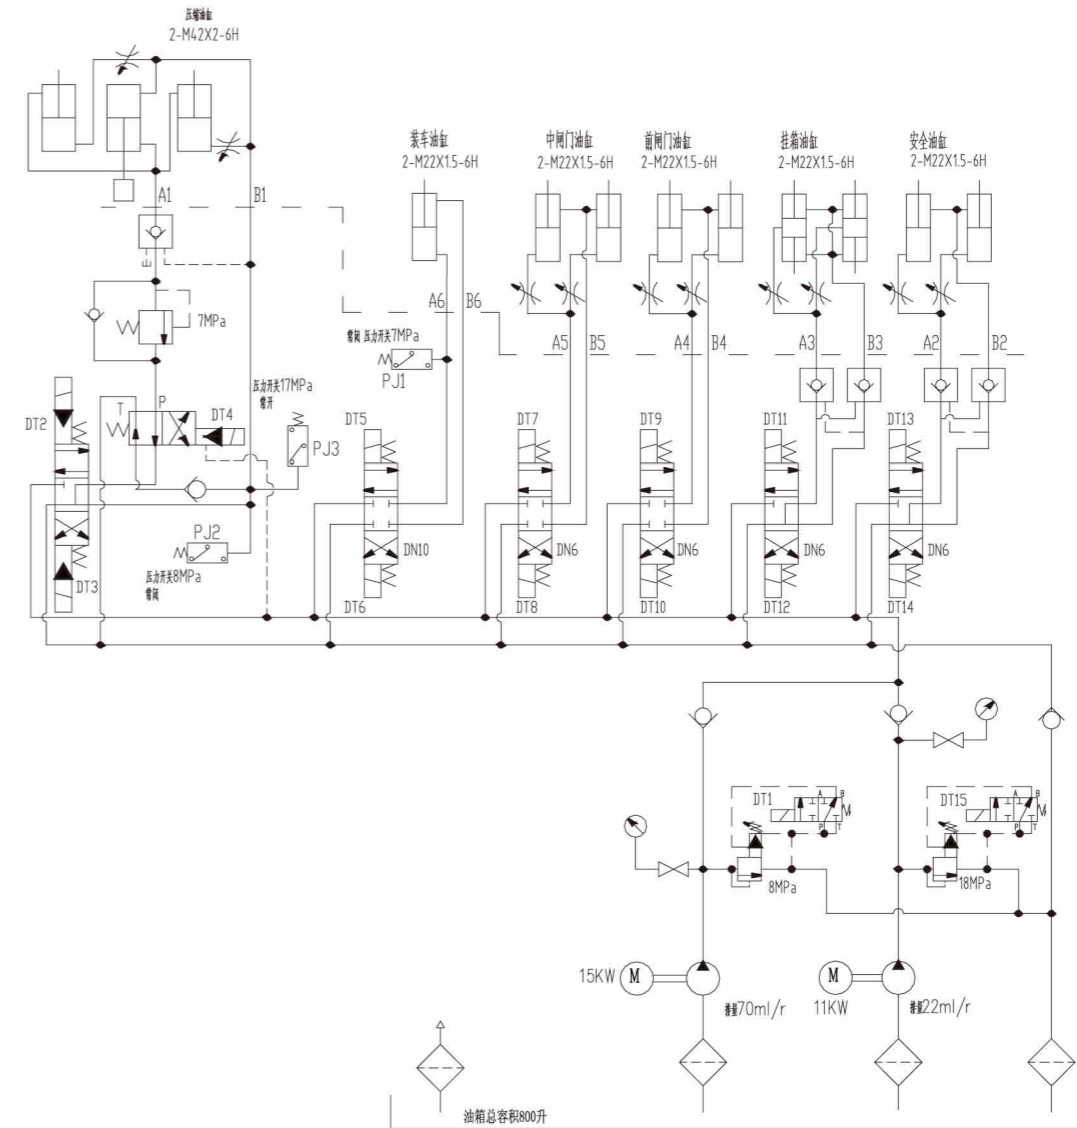 压缩油缸
2-M42X2-6H
装车油缸
2-M22X1.5-6H
中闸门油缸
2-M22X1.5-6H
前闸门油缸
2-M22X1.5-6H
挂箱油缸
2-M22X1.5-6H
安全油缸
2-M22X1.5-6H
A1
B1
A6
B6
A5
B5
A4
B4
A3
B3
A2
B2
7MPa
常闭 压力开关7MPa
PJ1
压力开关17MPa
常开
PJ3
T
P
DT4
DT2
DT3
PJ2
压力开关8MPa
常闭
DT5
DT7
DT9
DT11
DT13
DN10
DN6
DN6
DN6
DN6
DT6
DT8
DT10
DT12
DT14
DT1
A
B
P
T
8MPa
DT15
A
B
P
T
18MPa
15KW
M
排量70ml/r
11KW
M
排量22ml/r
油箱总容积800升